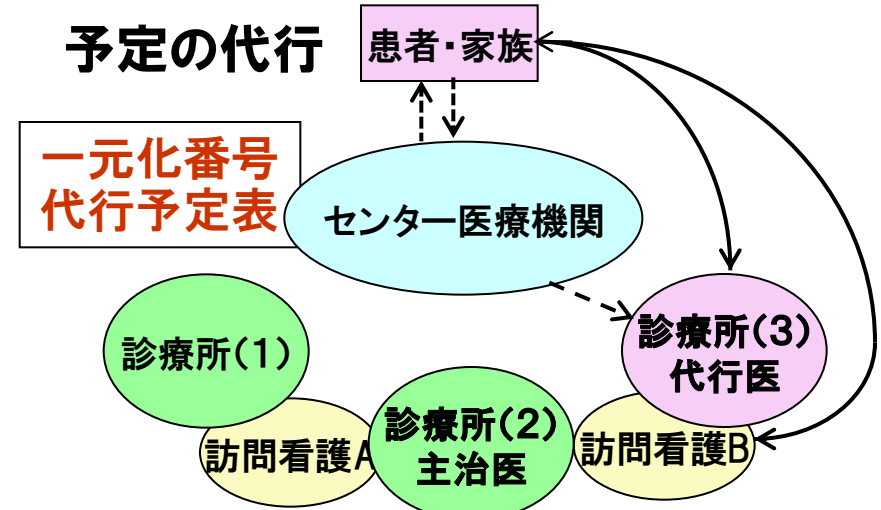 予定の代行
患者・家族
一元化番号
代行予定表
センター医療機関
診療所(1)
診療所(3)
代行医
訪問看護A
診療所(2)
主治医
訪問看護B